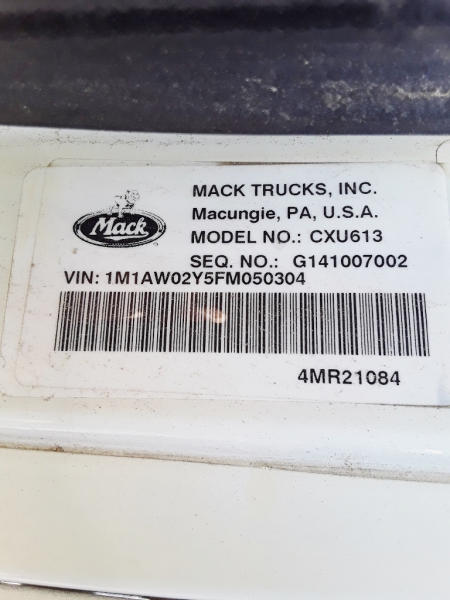 MACK TRUCKS, INC.
Mack
Macungie, PA, U.S.A.
MODEL NO.: CXU613
SEQ. NO.: G141007002
VIN: 1M1AW02Y5FM050304
4MR21084